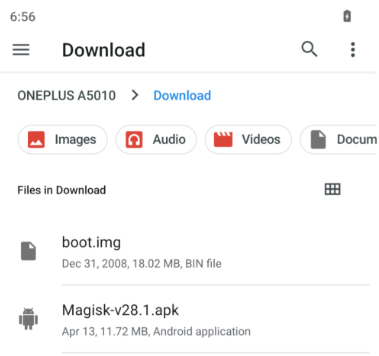 6:56
Download
ONEPLUS A5010 > Download
Images Audio Videos Docum
Files in Download
boot.img
Dec 31, 2008, 18.02 MB, BIN file
Magisk-v28.1.apk
Apr 13, 11.72 MB, Android application